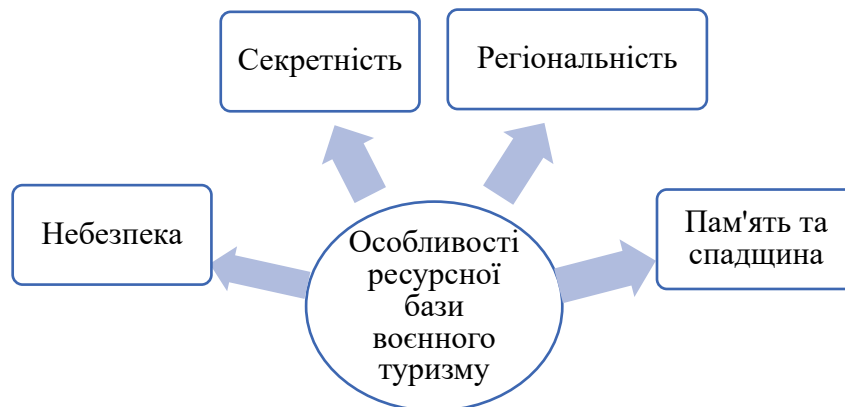 Секретність
Регіональність
Небезпека
Пам'ять та
спадщина
Особливості
ресурсної
бази
воєнного
туризму